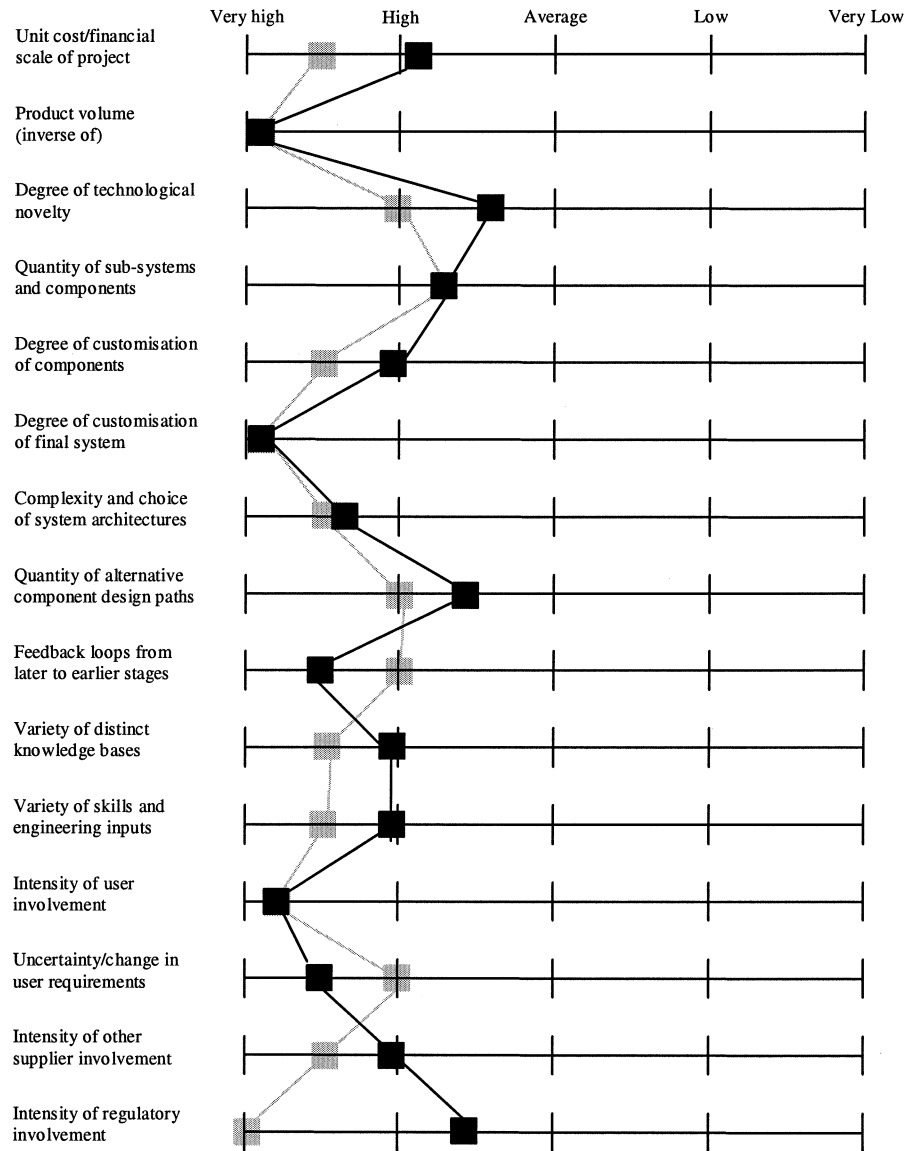 Very high High Average Low Very Low
Unit cost/financial
scale of project
Product volume
(inverse of)
Degree of technological
novelty
Quantity of sub-systems
and components
Degree of customisation
of components
Degree of customisation
of final system
Complexity and choice
of system architectures
Quantity of alternative
component design paths
Feedback loops from
later to earlier stages
Variety of distinct
knowledge bases
Variety of skills and
engineering inputs
Intensity of user
involvement
Uncertainty/change in
user requirements
Intensity of other
supplier involvement
Intensity of regulatory
involvement